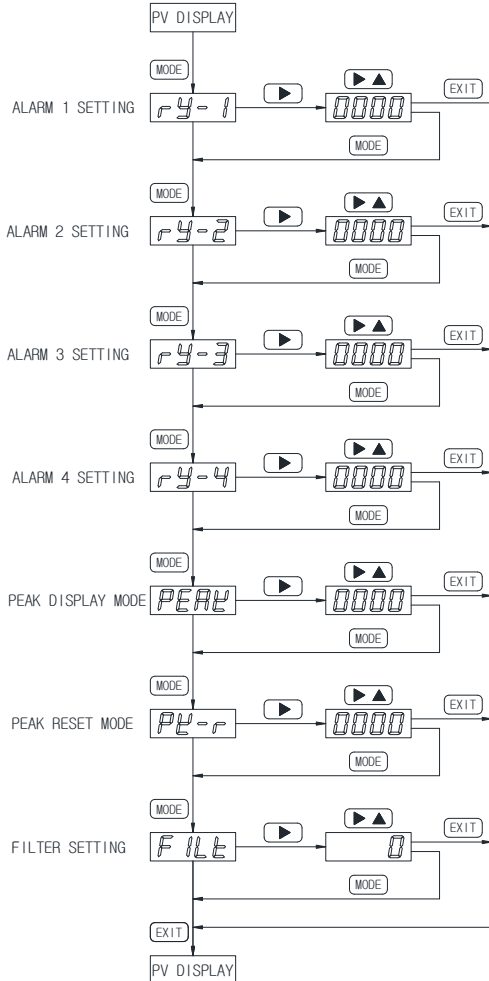 PV DISPLAY
MODE
▶ ▶▲ EXIT
ALARM 1 SETTING rY-1 0000
MODE
MODE
▶ ▶▲ EXIT
ALARM 2 SETTING rY-2 0000
MODE
MODE
▶ ▶▲ EXIT
ALARM 3 SETTING rY-3 0000
MODE
MODE
▶ ▶▲ EXIT
ALARM 4 SETTING rY-4 0000
MODE
MODE
▶ ▶▲ EXIT
PEAK DISPLAY MODE PEAK 0000
MODE
MODE
▶ ▶▲ EXIT
PEAK RESET MODE PK-r 0000
MODE
MODE
▶ ▶▲ EXIT
FILTER SETTING FILt 0
MODE
EXIT
PV DISPLAY